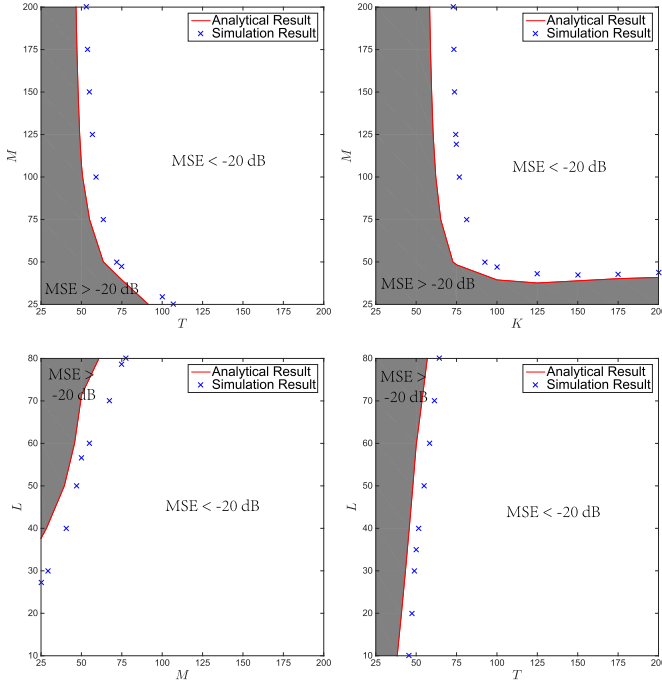 200
175
150
125
100
75
50
25
M
Analytical Result
Simulation Result
MSE < -20 dB
MSE > -20 dB
25 50 75 100 125 150 175 200
T
200
175
150
125
100
75
50
25
M
Analytical Result
Simulation Result
MSE < -20 dB
MSE > -20 dB
25 50 75 100 125 150 175 200
K
80
70
60
50
40
30
20
10
L
Analytical Result
Simulation Result
MSE >
-20 dB
MSE < -20 dB
25 50 75 100 125 150 175 200
M
80
70
60
50
40
30
20
10
L
Analytical Result
Simulation Result
MSE >
-20 dB
MSE < -20 dB
25 50 75 100 125 150 175 200
T